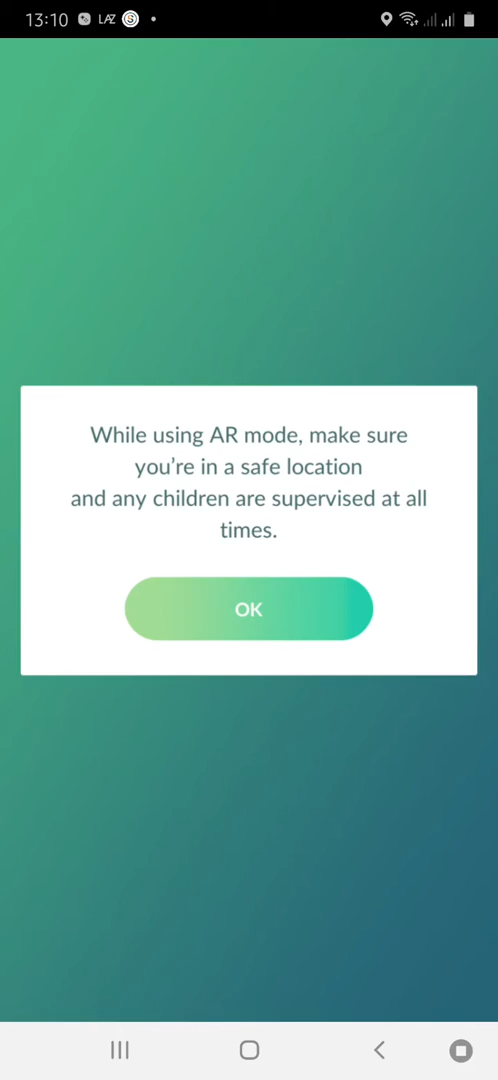 13:10 LAZ S
While using AR mode, make sure
you’re in a safe location
and any children are supervised at all
times.
OK